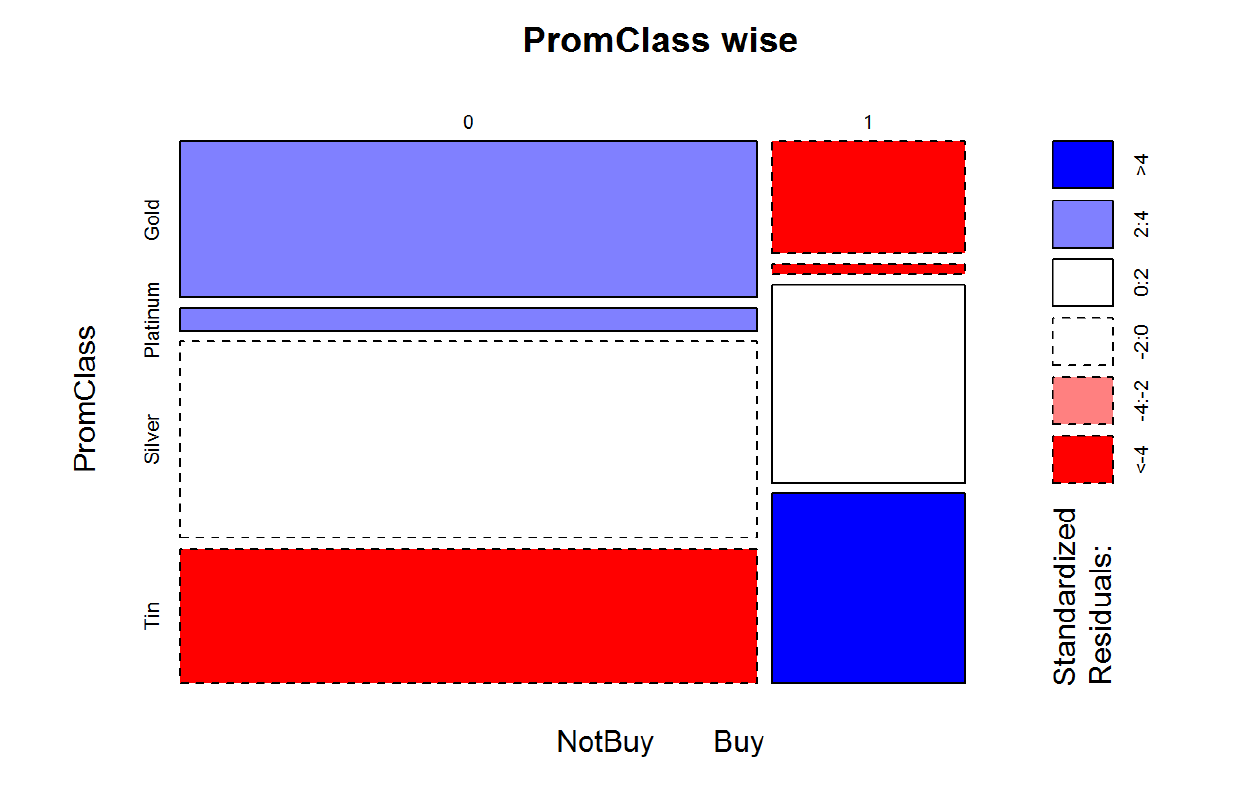 PromClass wise
0
1
PromClass
Gold
Platinum
Silver
Tin
>4
2:4
0:2
-2:0
-4:-2
<-4
Standardized
Residuals:
NotBuy Buy